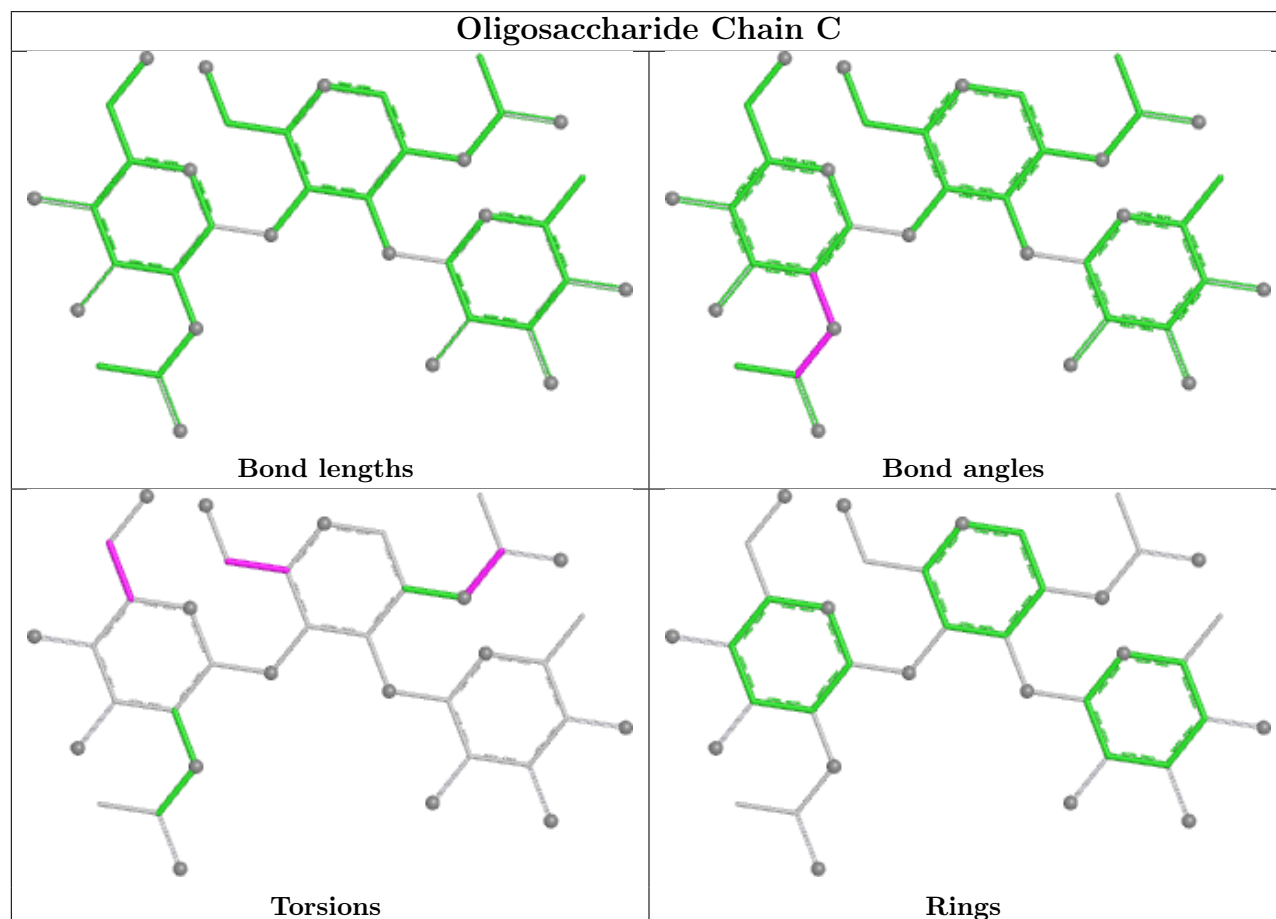 Oligosaccharide Chain C
Bond lengths
Bond angles
Torsions
Rings